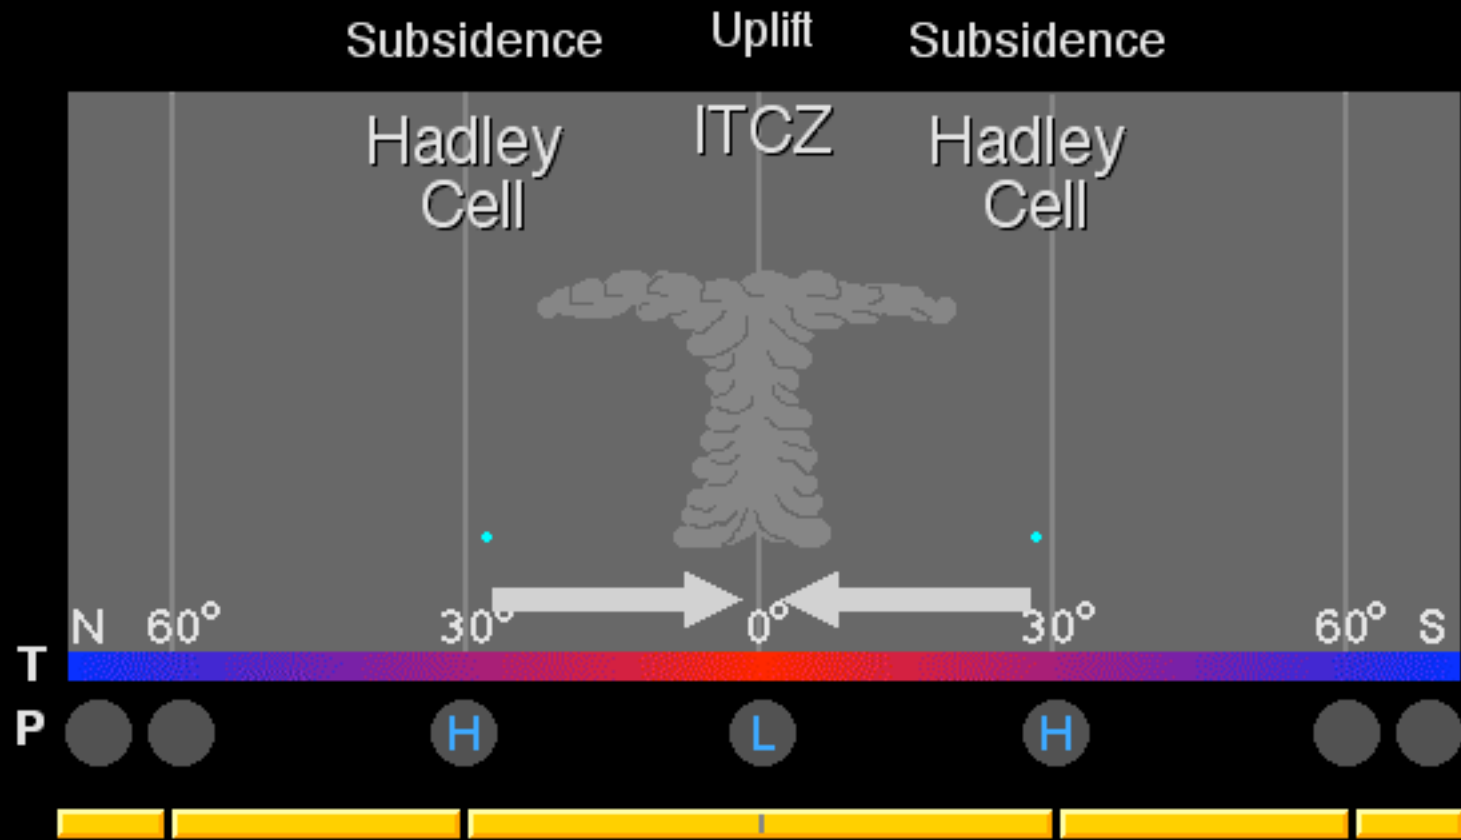 Subsidence Uplift Subsidence
Hadley Cell ITCZ Hadley Cell
N 60° 30° 0° 30° 60° S
T
P H L H